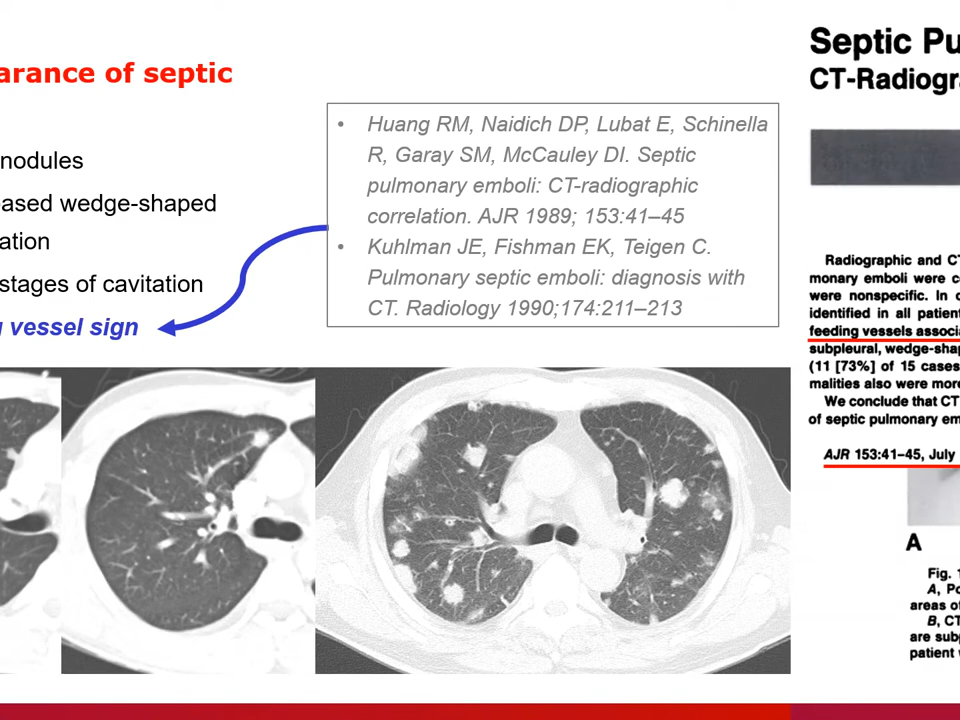 arance of septic
nodules
ased wedge-shaped
ation
stages of cavitation
vessel sign
• Huang RM, Naidich DP, Lubat E, Schinella
R, Garay SM, McCauley DI. Septic
pulmonary emboli: CT-radiographic
correlation. AJR 1989; 153:41–45
• Kuhlman JE, Fishman EK, Teigen C.
Pulmonary septic emboli: diagnosis with
CT. Radiology 1990;174:211–213
Septic Pu
CT-Radiogr
Radiographic and CT
monary emboli were c
were nonspecific. In
identified in all patien
feeding vessels associ
subpleural, wedge-shap
(11 [73%] of 15 cases
malities also were more
We conclude that CT
of septic pulmonary em
AJR 153:41–45, July
A
Fig. 1
A, Po
areas of
B, CT
are subp
patient